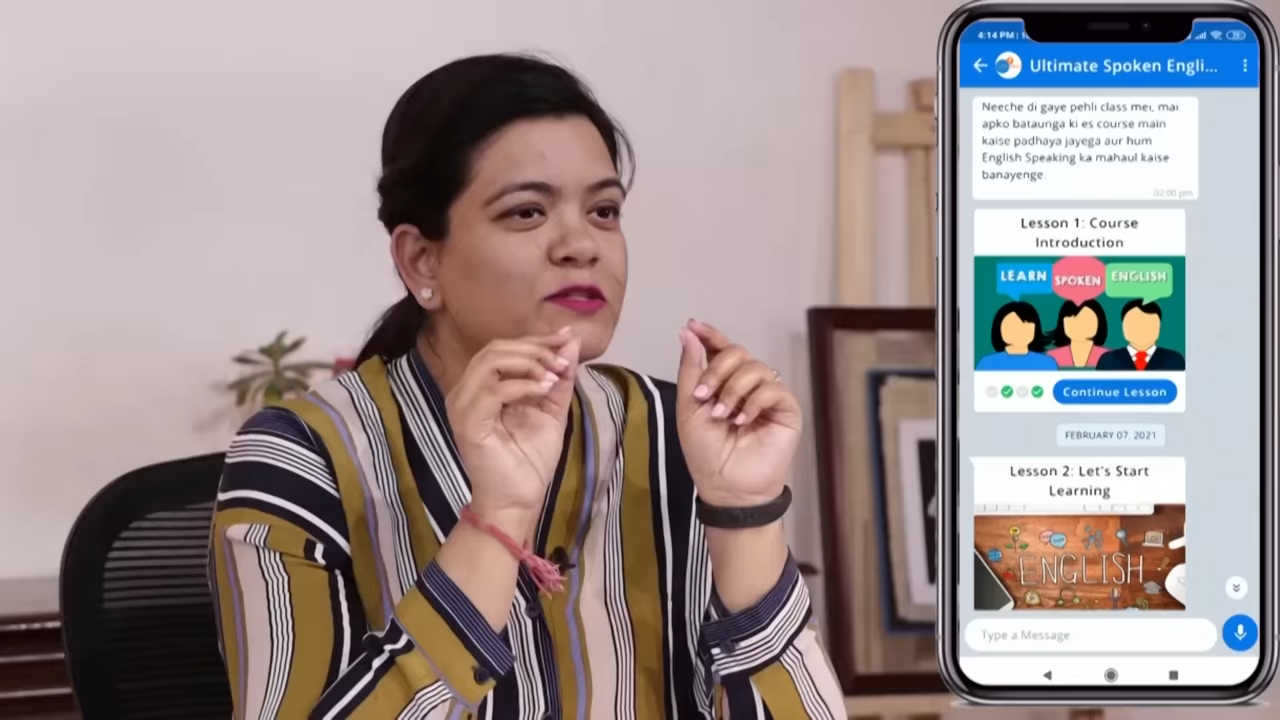 4:14 PM |
Ultimate Spoken Engli...
Neeche di gaye pehli class mei, mai
apko bataunga ki es course main
kaise padhaya jayega aur hum
English Speaking ka mahaul kaise
banayenge.
02:00 pm
Lesson 1: Course
Introduction
LEARN SPOKEN ENGLISH
Continue Lesson
FEBRUARY 07, 2021
Lesson 2: Let's Start
Learning
ENGLISH
Type a Message